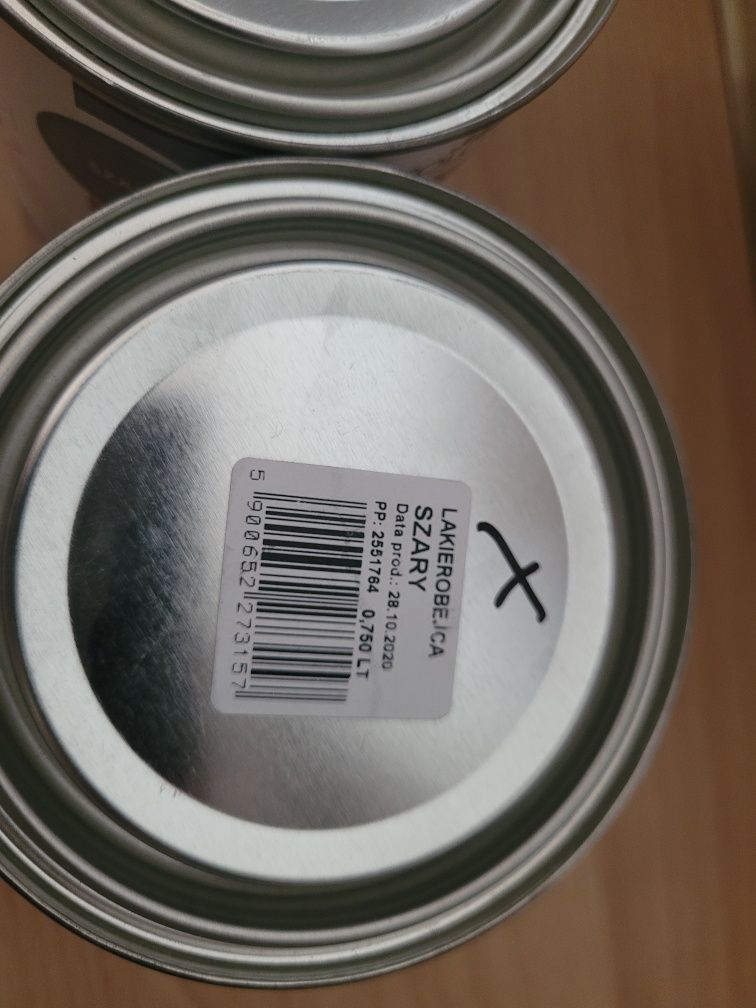 LAKIEROBEJCA
SZARY
Data prod.: 28.10.2020
PP: 2551764 0,750 LT
5 900652 273157
X